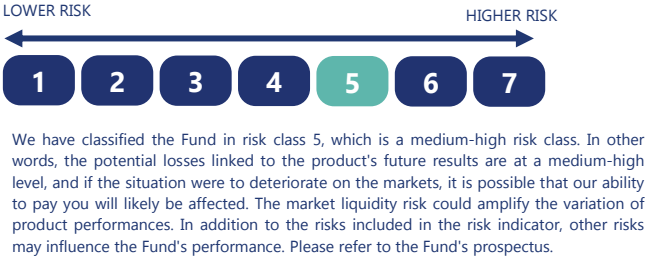 LOWER RISK
HIGHER RISK
1 2 3 4 5 6 7
We have classified the Fund in risk class 5, which is a medium-high risk class. In other
words, the potential losses linked to the product's future results are at a medium-high
level, and if the situation were to deteriorate on the markets, it is possible that our ability
to pay you will likely be affected. The market liquidity risk could amplify the variation of
product performances. In addition to the risks included in the risk indicator, other risks
may influence the Fund's performance. Please refer to the Fund's prospectus.